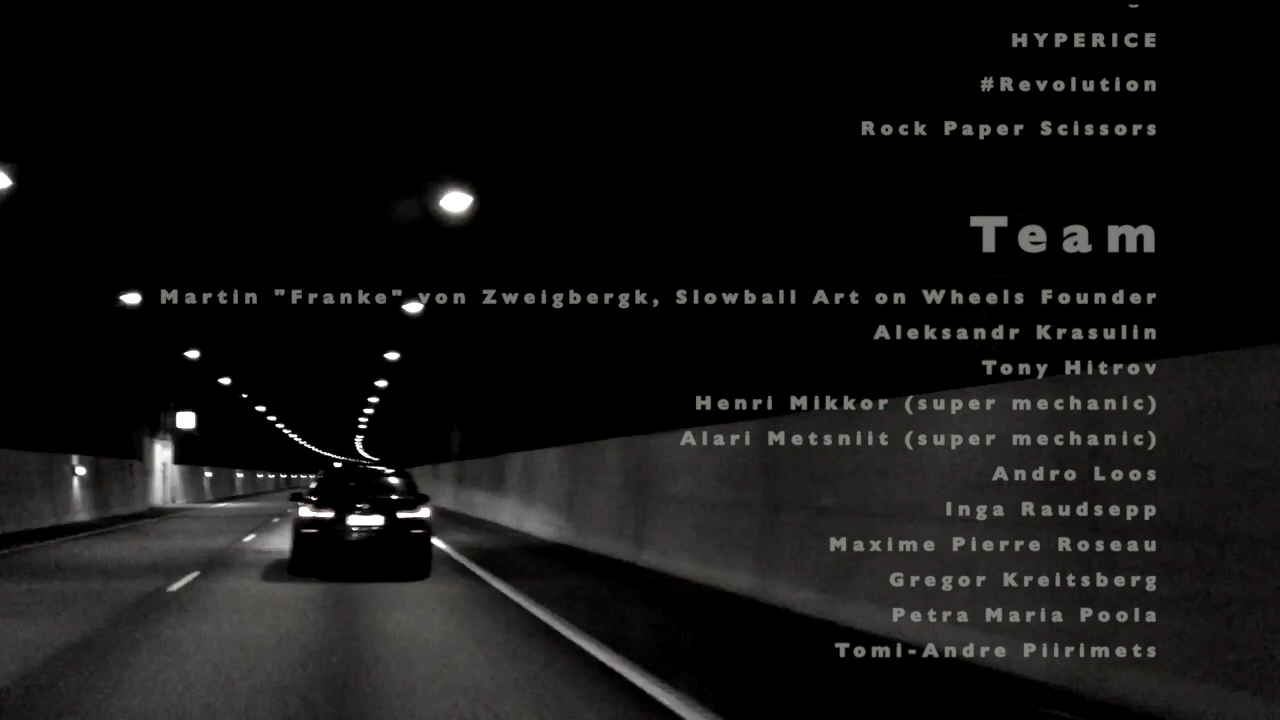 HYPERICE
#Revolution
Rock Paper Scissors
Team
Martin "Franke" von Zweigbergk, Slowball Art on Wheels Founder
Aleksandr Krasulin
Tony Hitrov
Henri Mikkor (super mechanic)
Alari Metsniit (super mechanic)
Andro Loos
Inga Raudsepp
Maxime Pierre Roseau
Gregor Kreitsberg
Petra Maria Poola
Tomi-Andre Piirimets